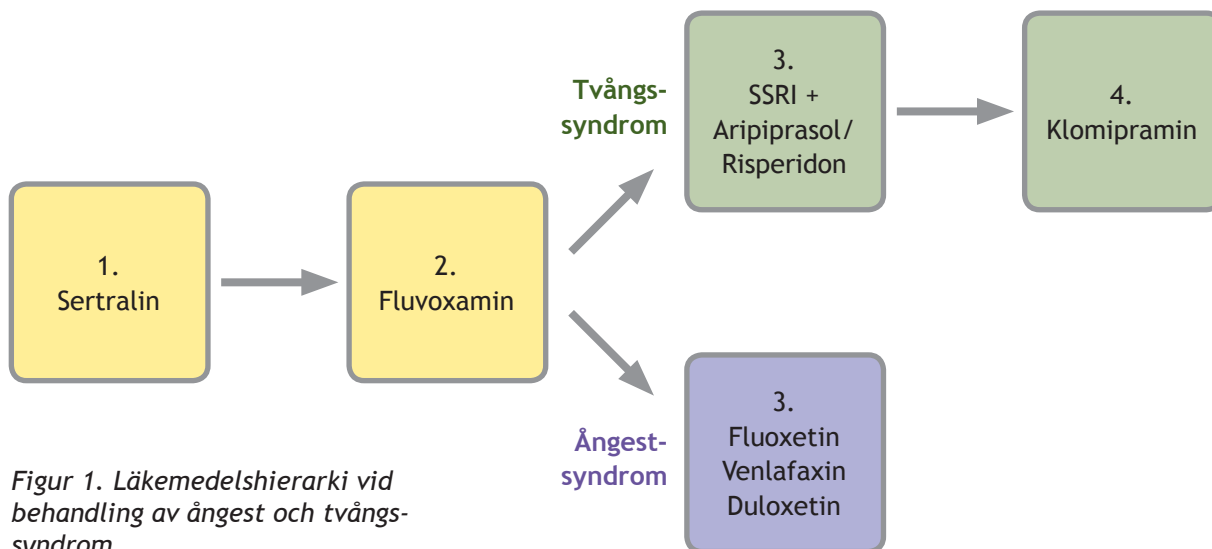 1.
Sertralin
2.
Fluvoxamin
Tvångs-
syndrom
3.
SSRI +
Aripiprasol/
Risperidon
4.
Klomipramin
Ångest-
syndrom
3.
Fluoxetin
Venlafaxin
Duloxetin
Figur 1. Läkemedelshierarki vid
behandling av ångest och tvångs-
syndrom